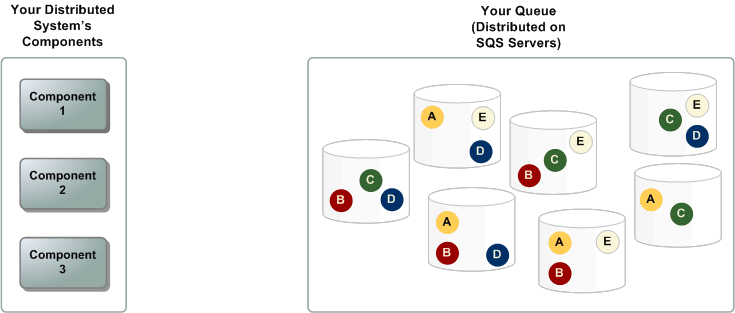 Your Distributed
System's
Components
Component
1
Component
2
Component
3
Your Queue
(Distributed on
SQS Servers)
A
E
D
C
B
D
E
C
B
E
C
D
A
B
D
A
E
B
A
C